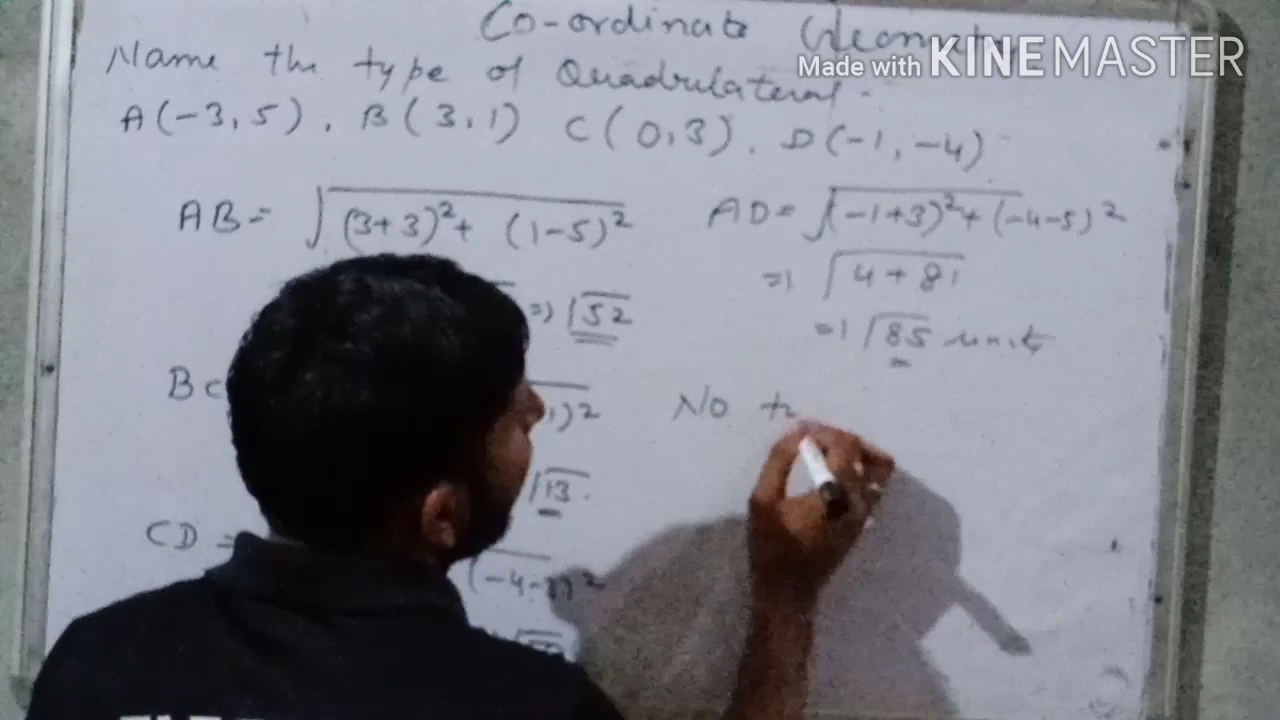 Co-ordinate Geometry
Made with KINEMASTER
Name the type of Quadrulateral.
A(-3,5), B(3,1) C(0,3), D(-1,-4)
AB= √(3+3)²+ (1-5)²
=) √52
BC
1)²
√13.
CD =
(-4-3)²
AD= √(-1+3)²+(-4-5)²
=) √4+81
=) √85 units
No